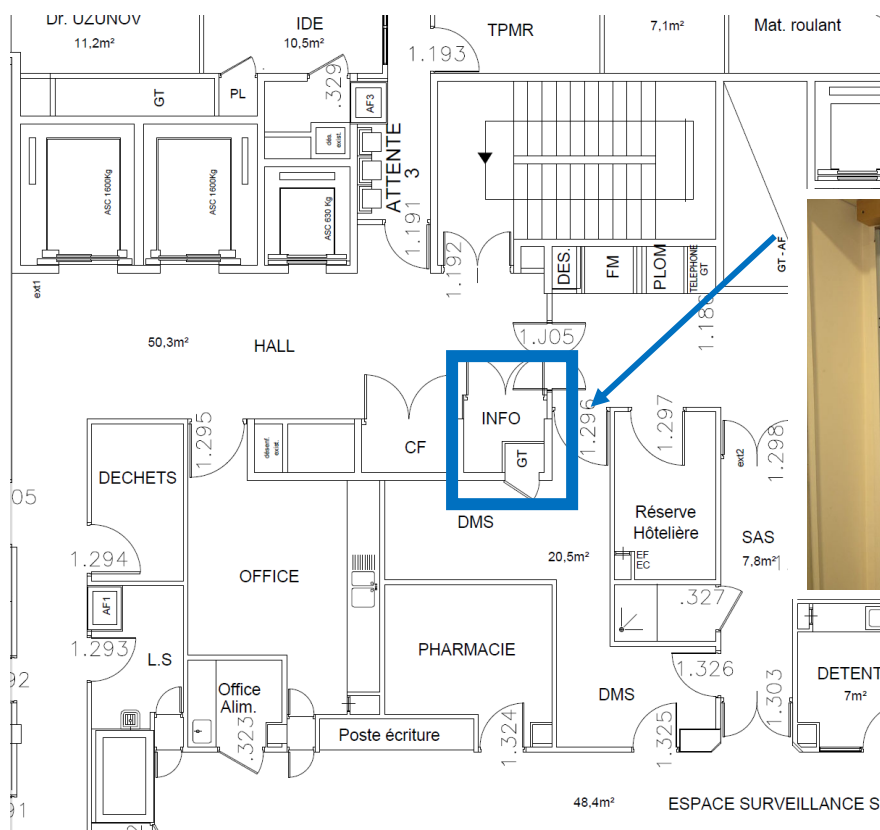 Dr. UZUNOV
11,2m²
IDE
10,5m²
TPMR
7,1m²
Mat. roulant
1.193
GT
PL
.329
AF3
dés
exist.
ATTENTE
3
ASC 1600Kg
ASC 1600Kg
ASC 630 Kg
1.191
1.192
DES.
FM
PLOM
TELEPHONE
GT
GT - AF
ext1
50,3m²
HALL
1.J05
1.295
désinf.
exist.
CF
INFO
GT
1.296
1.297
ext2
1.298
DECHETS
05
DMS
20,5m²
Réserve
Hôtelière
EF
EC
SAS
7,8m²
1.294
OFFICE
AF1
.327
1.293
L.S
PHARMACIE
1.326
92
Office
Alim.
DMS
1.303
DETENT
7m²
.323
Poste écriture
1.324
1.325
91
48,4m²
ESPACE SURVEILLANCE S